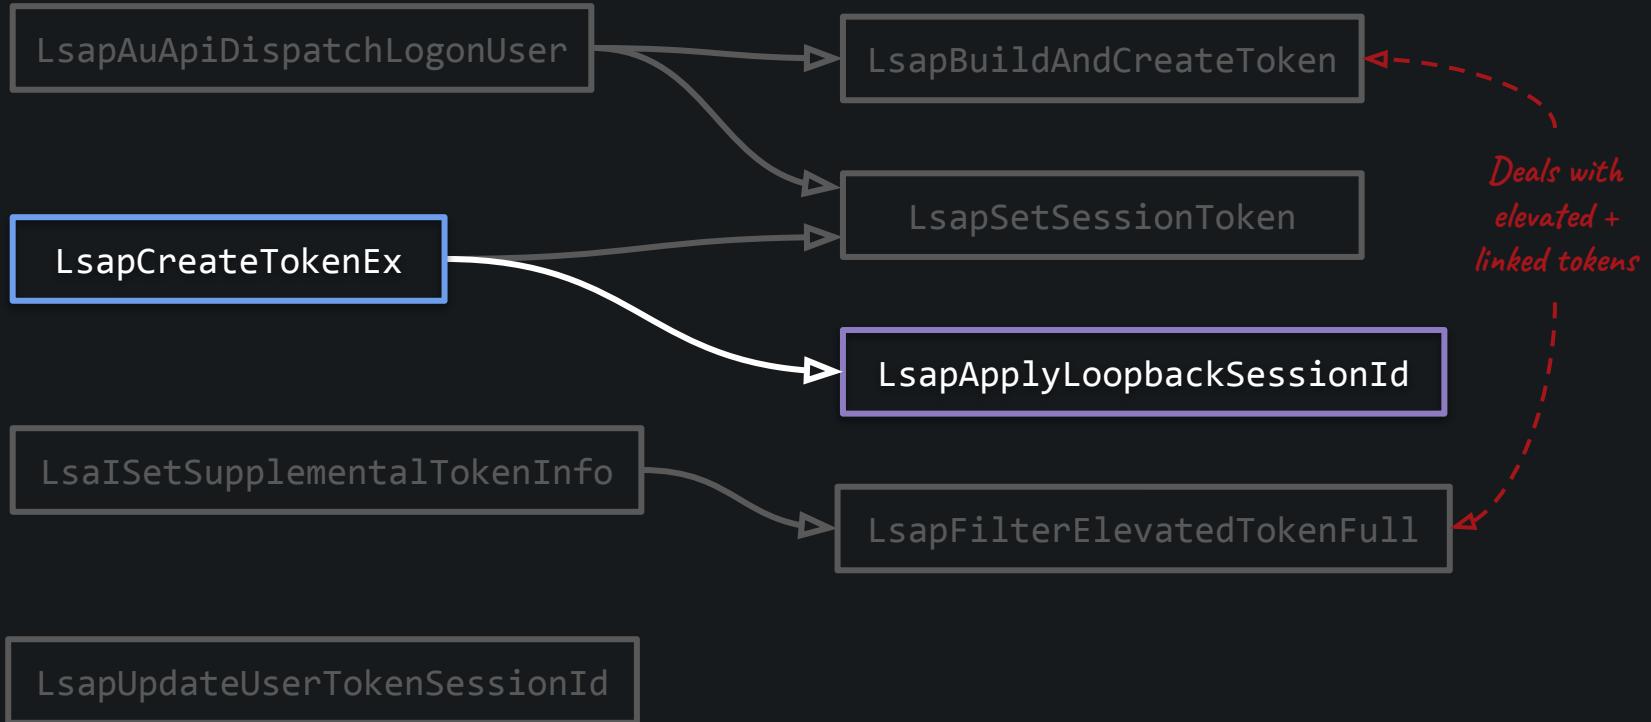 LsapAuApiDispatchLogonUser
LsapBuildAndCreateToken
Deals with
elevated +
linked tokens
LsapSetSessionToken
LsapCreateTokenEx
LsapApplyLoopbackSessionId
LsaISetSupplementalTokenInfo
LsapFilterElevatedTokenFull
LsapUpdateUserTokenSessionId